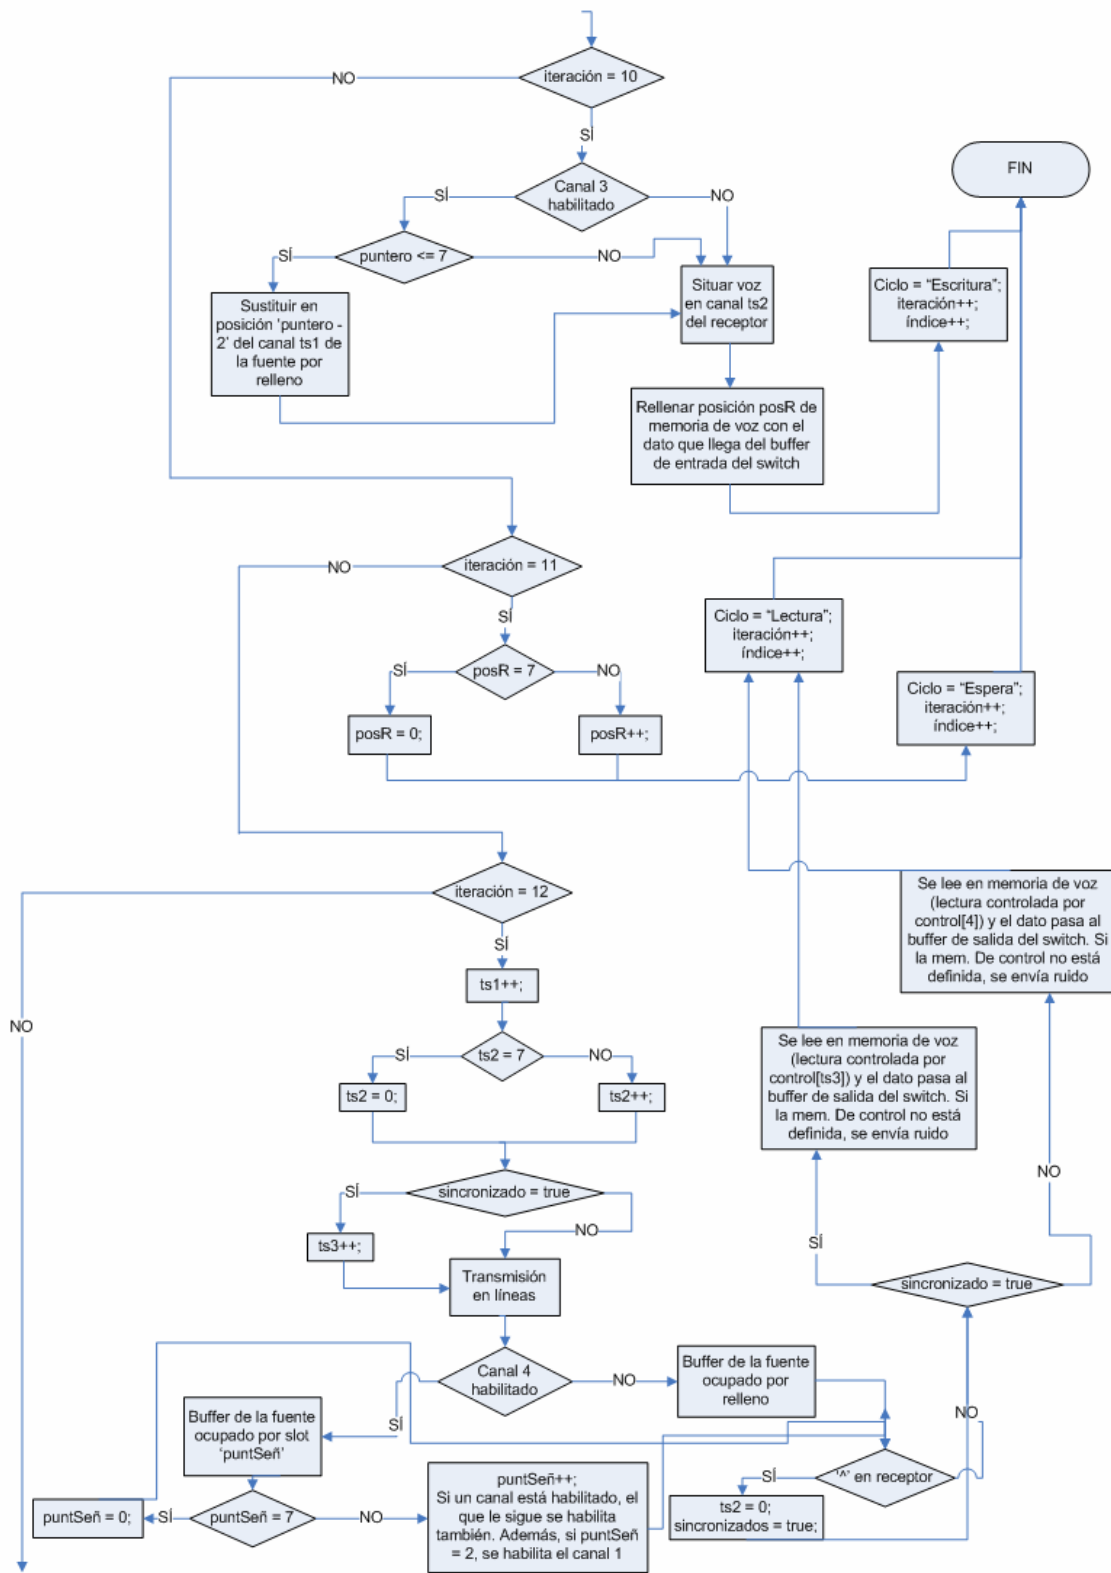 iteración = 10
NO
SÍ
Canal 3
habilitado
SÍ
NO
FIN
puntero <= 7
SÍ
NO
Sustituir en
posición 'puntero -
2' del canal ts1 de
la fuente por
relleno
Situar voz
en canal ts2
del receptor
Ciclo = “Escritura”;
iteración++;
índice++;
Rellenar posición posR de
memoria de voz con el
dato que llega del buffer
de entrada del switch
iteración = 11
NO
SÍ
posR = 7
SÍ
NO
posR = 0;
posR++;
Ciclo = “Lectura”;
iteración++;
índice++;
Ciclo = “Espera”;
iteración++;
índice++;
iteración = 12
NO
SÍ
ts1++;
ts2 = 7
SÍ
NO
ts2 = 0;
ts2++;
Se lee en memoria de voz
(lectura controlada por
control[4]) y el dato pasa al
buffer de salida del switch. Si
la mem. De control no está
definida, se envía ruido
Se lee en memoria de voz
(lectura controlada por
control[ts3]) y el dato pasa al
buffer de salida del switch. Si
la mem. De control no está
definida, se envía ruido
sincronizado = true
SÍ
NO
ts3++;
Transmisión
en líneas
SÍ
NO
sincronizado = true
Canal 4
habilitado
NO
SÍ
Buffer de la fuente
ocupado por
relleno
Buffer de la fuente
ocupado por slot
‘puntSeñ’
puntSeñ = 7
SÍ
NO
puntSeñ = 0;
puntSeñ++;
Si un canal está habilitado, el
que le sigue se habilita
también. Además, si puntSeñ
= 2, se habilita el canal 1
'^' en receptor
SÍ
NO
ts2 = 0;
sincronizados = true;